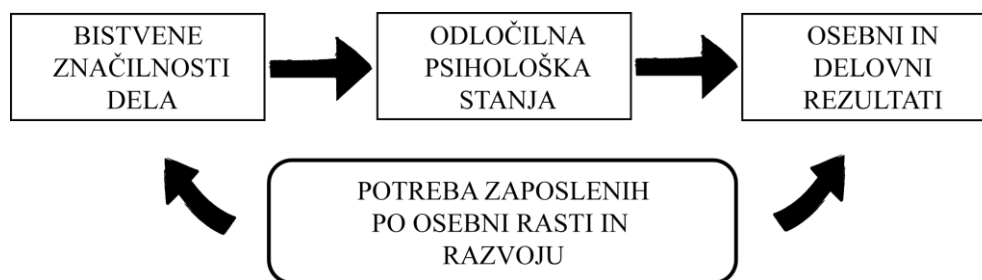 BISTVENE
ZNAČILNOSTI
DELA
ODLOČILNA
PSIHOLOŠKA
STANJA
OSEBNI IN
DELOVNI
REZULTATI
POTREBA ZAPOSLENIH
PO OSEBNI RASTI IN
RAZVOJU